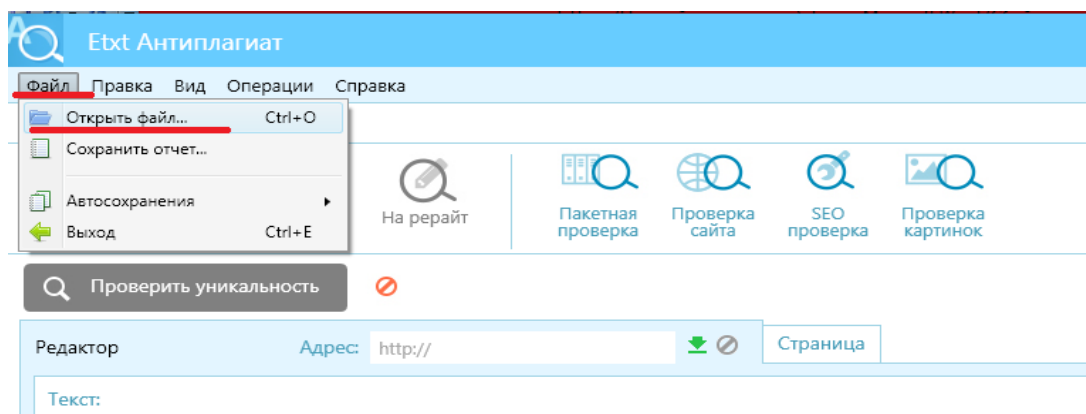 Etxt Антиплагиат
Файл Правка Вид Операции Справка
Открыть файл... Ctrl+O
Сохранить отчет...
Автосохранения
Выход Ctrl+E
На рерайт
Пакетная проверка
Проверка сайта
SEO проверка
Проверка картинок
Проверить уникальность
Редактор Адрес: http:// Страница
Текст: